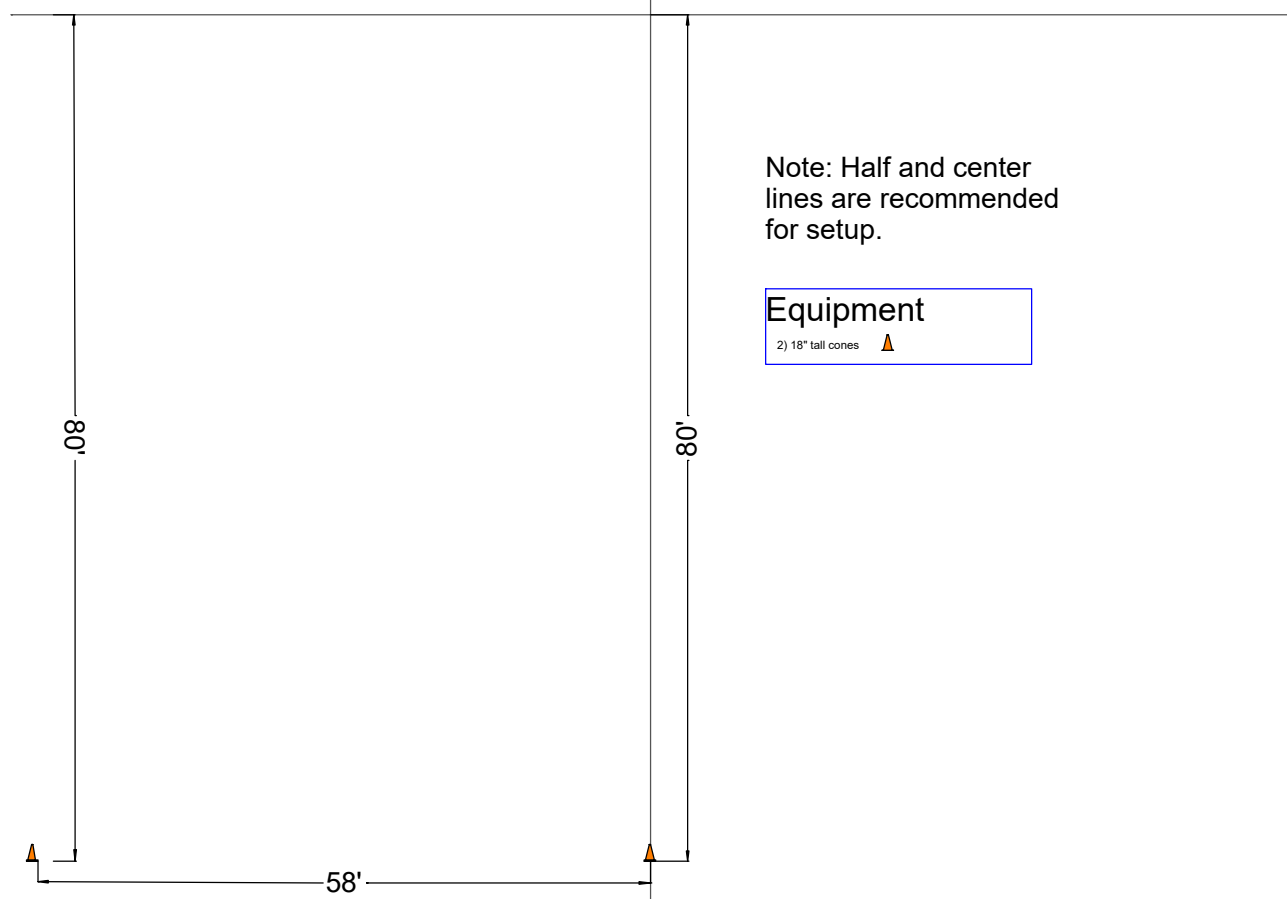 Note: Half and center
lines are recommended
for setup.
Equipment
2) 18" tall cones
80'
80'
58'